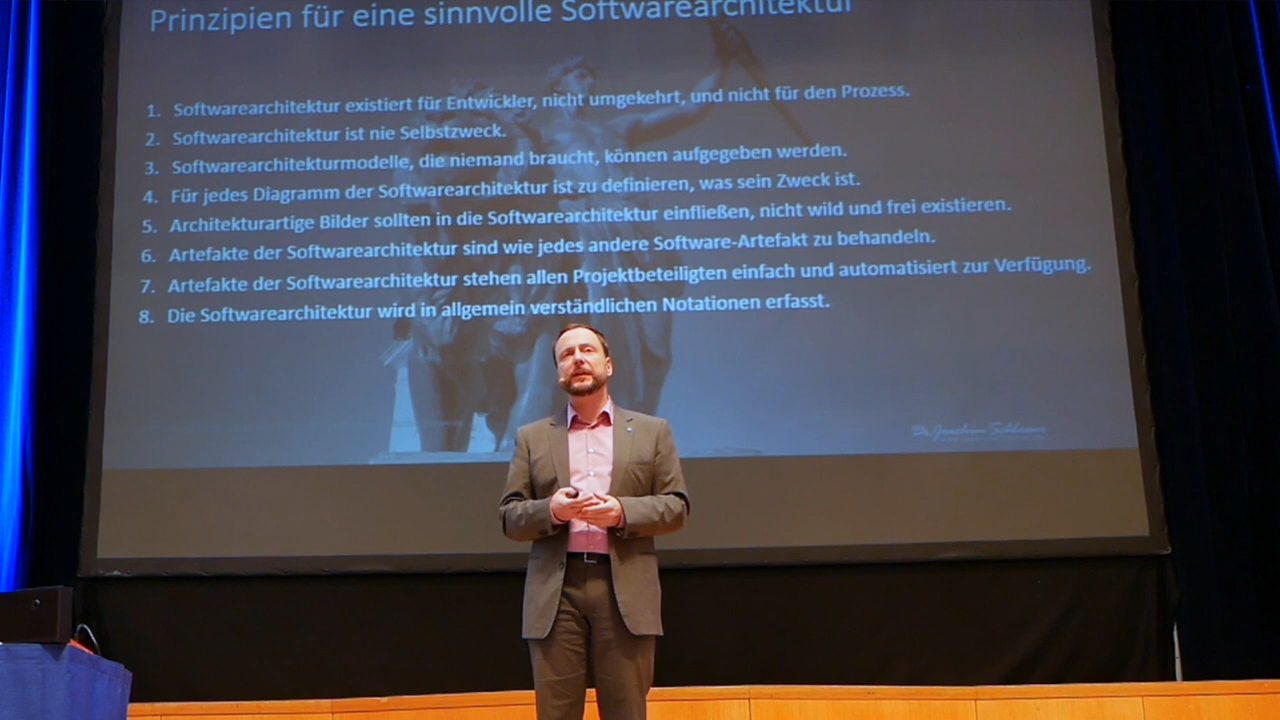 Prinzipien für eine sinnvolle Softwarearchitektur
1. Softwarearchitektur existiert für Entwickler, nicht umgekehrt, und nicht für den Prozess.
2. Softwarearchitektur ist nie Selbstzweck.
3. Softwarearchitekturmodelle, die niemand braucht, können aufgegeben werden.
4. Für jedes Diagramm der Softwarearchitektur ist zu definieren, was sein Zweck ist.
5. Architekturartige Bilder sollten in die Softwarearchitektur einfließen, nicht wild und frei existieren.
6. Artefakte der Softwarearchitektur sind wie jedes andere Software-Artefakt zu behandeln.
7. Artefakte der Softwarearchitektur stehen allen Projektbeteiligten einfach und automatisiert zur Verfügung.
8. Die Softwarearchitektur wird in allgemein verständlichen Notationen erfasst.
Dr.